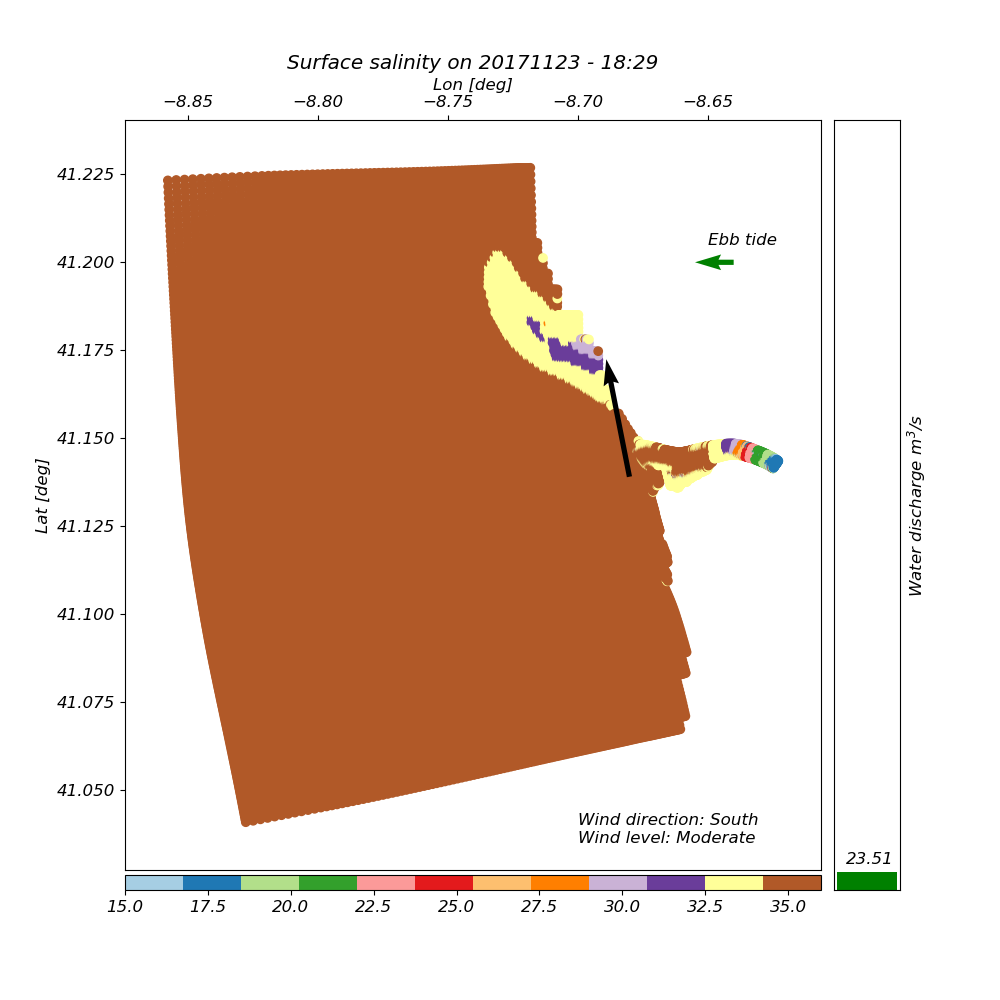 Surface salinity on 20171123 - 18:29
Lon [deg]
−8.85 −8.80 −8.75 −8.70 −8.65
41.225
41.200
41.175
41.150
41.125
41.100
41.075
41.050
Lat [deg]
Ebb tide
Wind direction: South
Wind level: Moderate
Water discharge m³/s
23.51
15.0 17.5 20.0 22.5 25.0 27.5 30.0 32.5 35.0